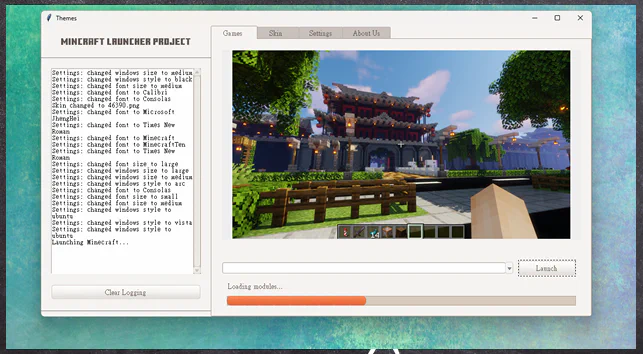 Themes
MINCRAFT LAUNCHER PROJECT
Games
Skin
Settings
About Us
Settings: changed windows size to medium
Settings: changed windows style to black
Settings: changed font size to medium
Settings: changed font to Calibri
Settings: changed font to Consolas
Skin changed to 46390.png
Settings: changed font to Microsoft
JhengHei
Settings: changed font to Times New
Roman
Settings: changed font to MineCraft
Settings: changed font to MinecraftTen
Settings: changed font to Times New
Roman
Settings: changed font size to large
Settings: changed windows size to large
Settings: changed windows size to medium
Settings: changed windows style to arc
Settings: changed font to Consolas
Settings: changed font size to small
Settings: changed font size to medium
Settings: changed windows style to
ubuntu
Settings: changed windows style to vista
Settings: changed windows style to
ubuntu
Launching Minecraft...
Clear Logging
14
Launch
Loading modules...